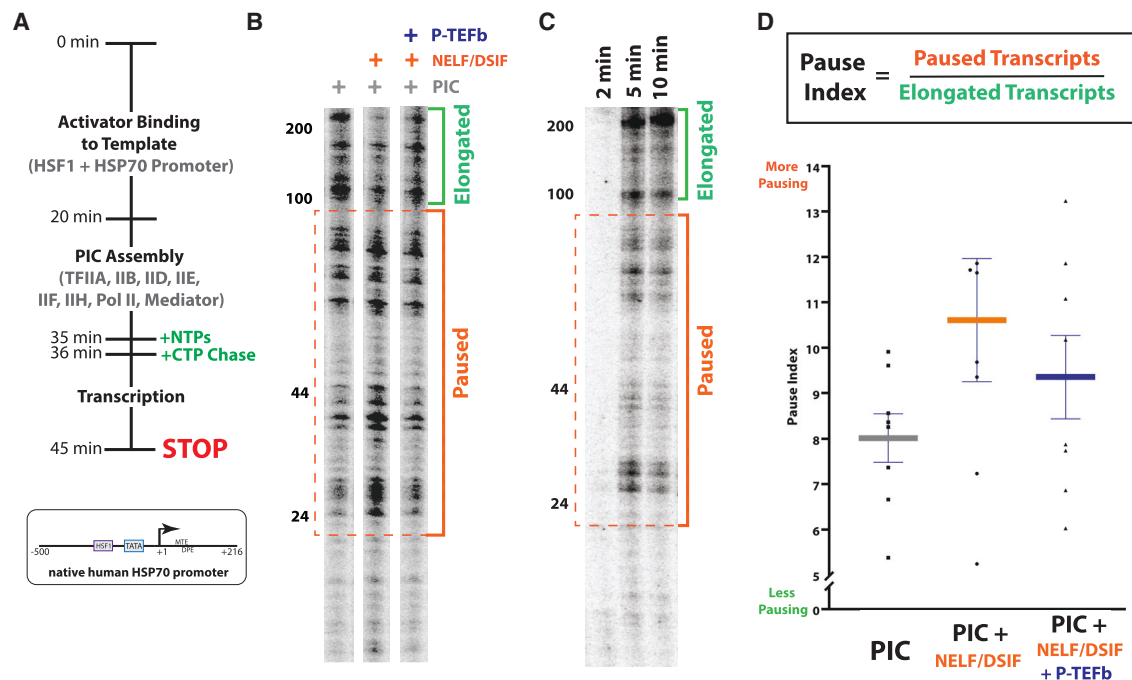 A
0 min
Activator Binding
to Template
(HSF1 + HSP70 Promoter)
20 min
PIC Assembly
(TFIIA, IIB, IID, IIE,
IIF, IIH, Pol II, Mediator)
35 min
+NTPs
36 min
+CTP Chase
Transcription
45 min
STOP
-500
HSF1
TATA
+1
MTE
DPE
+216
native human HSP70 promoter
B
+ P-TEFb
+ + NELF/DSIF
+ + + PIC
200
100
44
24
Elongated
Paused
C
2 min
5 min
10 min
200
100
44
24
Elongated
Paused
D
Pause
Index
=
Paused Transcripts
Elongated Transcripts
More
Pausing
14
13
12
11
10
9
8
7
6
5
0
Pause Index
Less
Pausing
PIC
PIC +
NELF/DSIF
PIC +
NELF/DSIF
+ P-TEFb